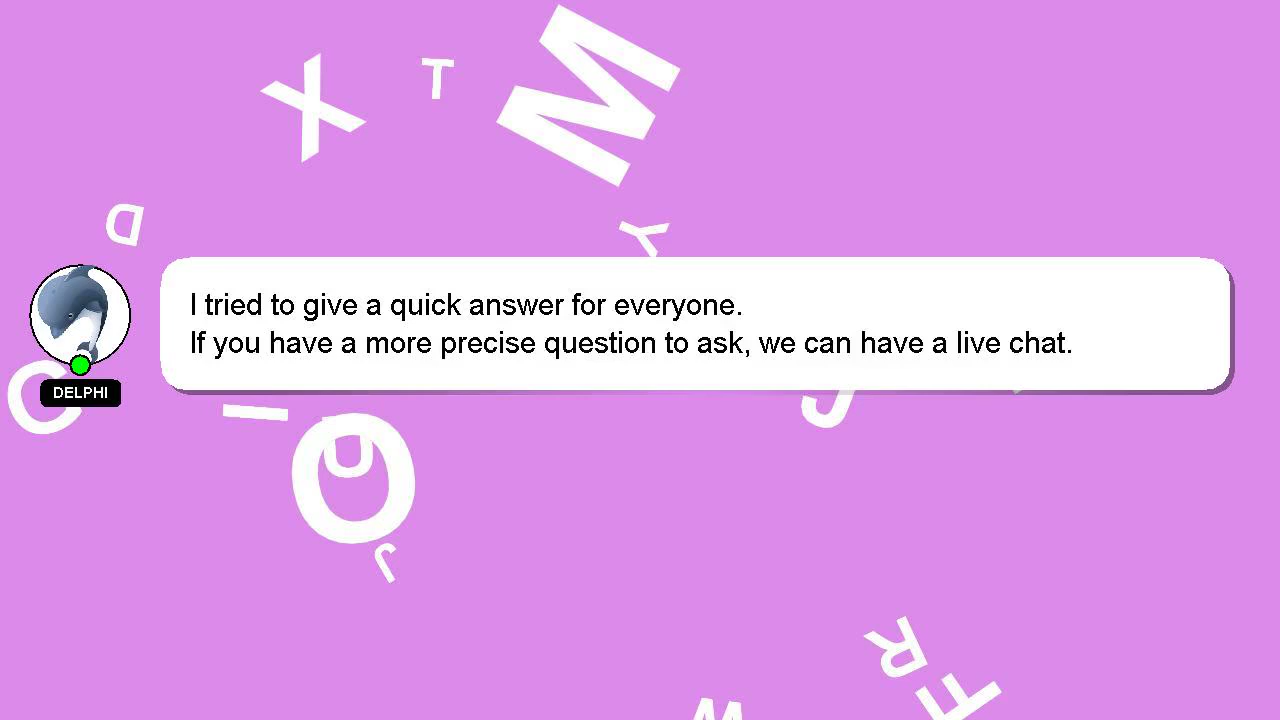 X
T
M
D
Y
I tried to give a quick answer for everyone.
If you have a more precise question to ask, we can have a live chat.
DELPHI
C
I
O
U
J
J
R
F
W